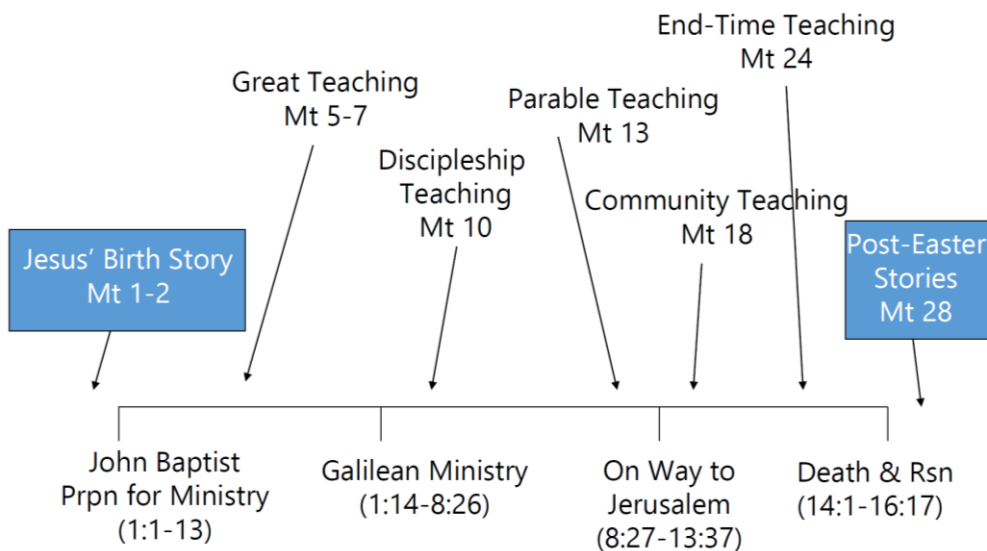 End-Time Teaching
Mt 24
Great Teaching
Mt 5-7
Parable Teaching
Mt 13
Discipleship
Teaching
Mt 10
Community Teaching
Mt 18
Jesus’ Birth Story
Mt 1-2
Post-Easter
Stories
Mt 28
John Baptist
Prpn for Ministry
(1:1-13)
Galilean Ministry
(1:14-8:26)
On Way to
Jerusalem
(8:27-13:37)
Death & Rsn
(14:1-16:17)